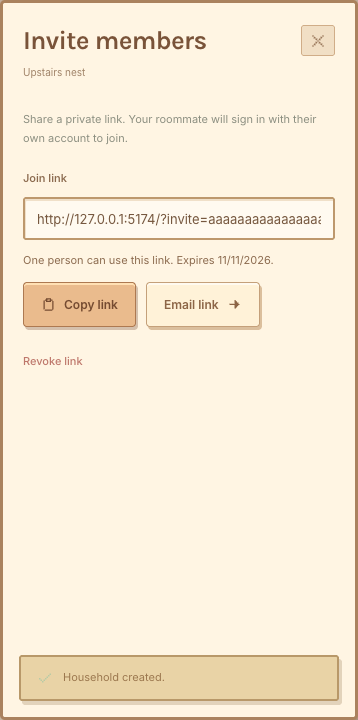 Invite members
Upstairs nest
Share a private link. Your roommate will sign in with their
own account to join.
Join link
http://127.0.0.1:5174/?invite=aaaaaaaaaaaaaaa
One person can use this link. Expires 11/11/2026.
Copy link
Email link
Revoke link
Household created.